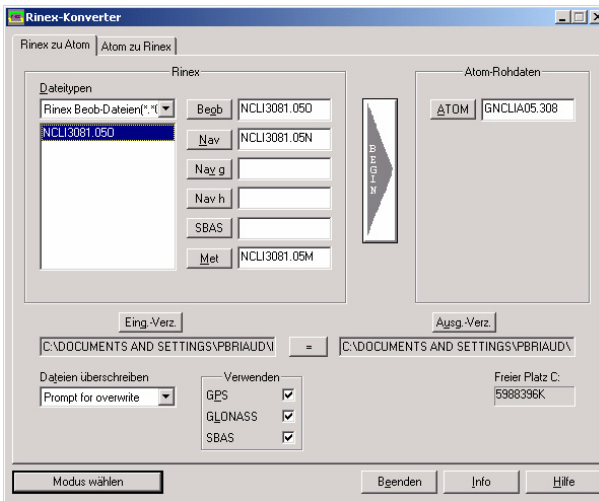 Rinex-Konverter
Rinex zu Atom
Atom zu Rinex
Rinex
Dateitypen
Rinex Beob-Dateien(*.*(
NCLI3081.05O
Beob NCLI3081.05O
Nav NCLI3081.05N
Nav g
Nav h
SBAS
Met NCLI3081.05M
BEGIN
Atom-Rohdaten
ATOM GNCLIA05.308
Eing.-Verz.
Ausg.-Verz.
C:\DOCUMENTS AND SETTINGS\PBRIAUD\I
=
C:\DOCUMENTS AND SETTINGS\PBRIAUD\
Dateien überschreiben
Prompt for overwrite
Verwenden
GPS
GLONASS
SBAS
Freier Platz C:
5988396K
Modus wählen
Beenden
Info
Hilfe